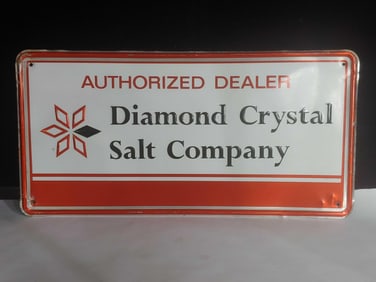 AUTHORIZED DEALER
Diamond Crystal
Salt Company